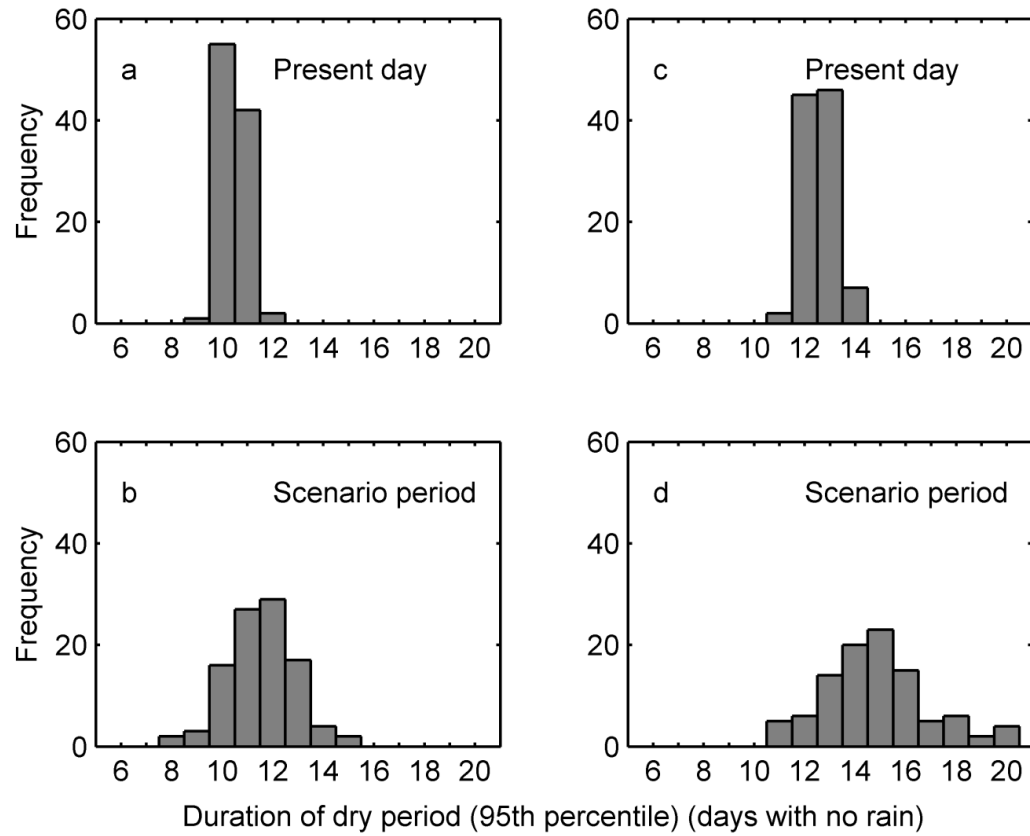 60
a
Present day
40
Frequency
20
0
6 8 10 12 14 16 18 20
60
c
Present day
40
20
0
6 8 10 12 14 16 18 20
60
b
Scenario period
40
Frequency
20
0
6 8 10 12 14 16 18 20
60
d
Scenario period
40
20
0
6 8 10 12 14 16 18 20
Duration of dry period (95th percentile) (days with no rain)